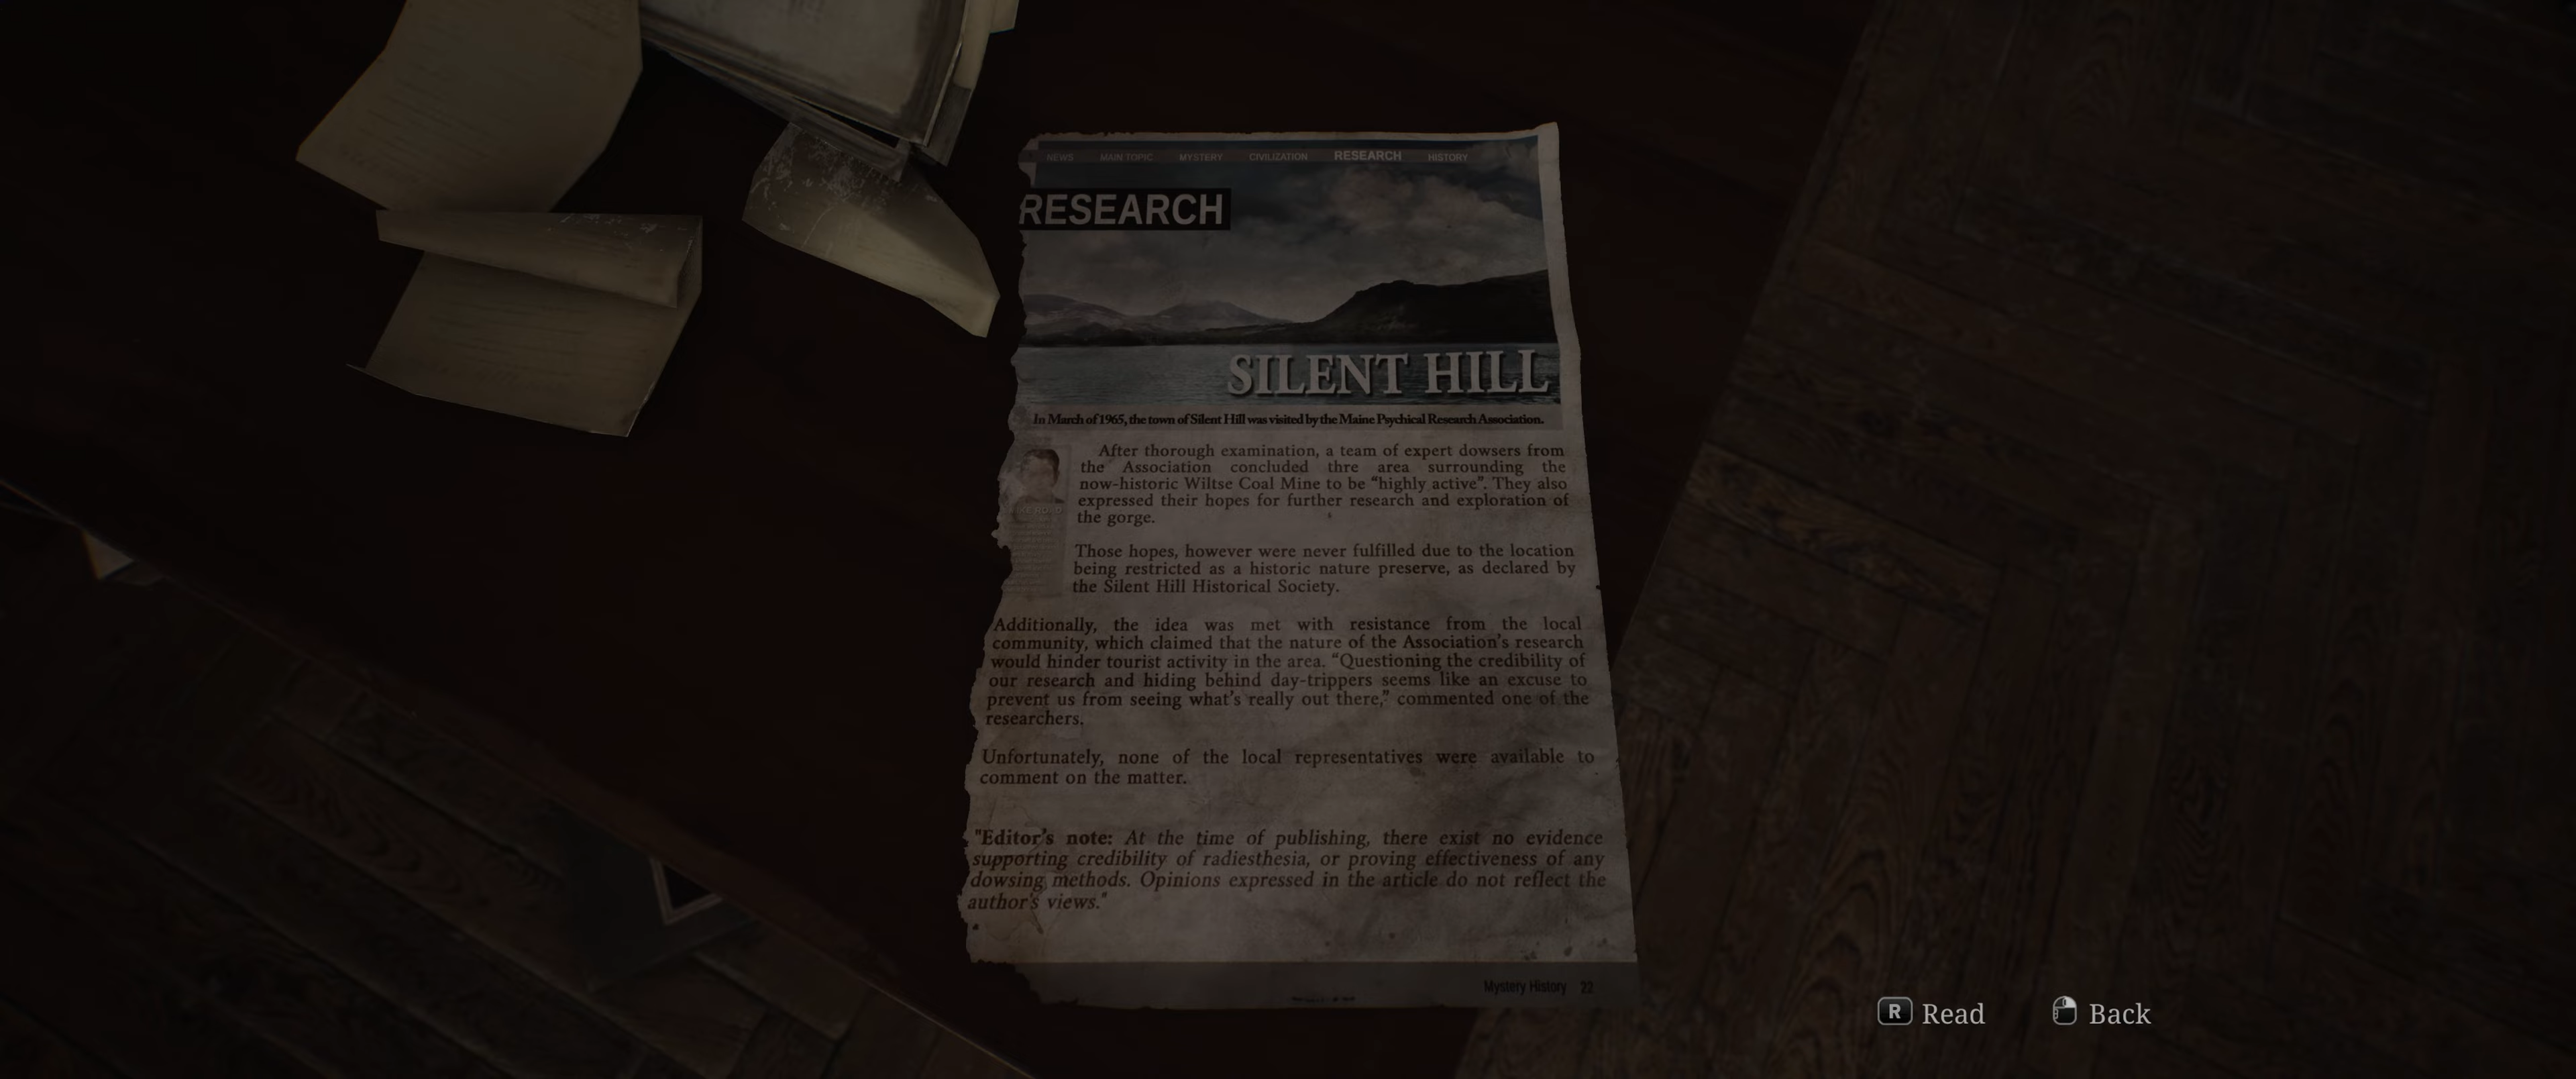 NEWS MAIN TOPIC MYSTERY CIVILIZATION RESEARCH HISTORY
RESEARCH
SILENT HILL
In March of 1965, the town of Silent Hill was visited by the Maine Psychical Research Association.
After thorough examination, a team of expert dowsers from
the Association concluded thre area surrounding the
now-historic Wiltse Coal Mine to be “highly active”. They also
expressed their hopes for further research and exploration of
the gorge.
Those hopes, however were never fulfilled due to the location
being restricted as a historic nature preserve, as declared by
the Silent Hill Historical Society.
Additionally, the idea was met with resistance from the local
community, which claimed that the nature of the Association's research
would hinder tourist activity in the area. “Questioning the credibility of
our research and hiding behind day-trippers seems like an excuse to
prevent us from seeing what's really out there,” commented one of the
researchers.
Unfortunately, none of the local representatives were available to
comment on the matter.
"Editor's note: At the time of publishing, there exist no evidence
supporting credibility of radiesthesia, or proving effectiveness of any
dowsing methods. Opinions expressed in the article do not reflect the
author's views."
Mystery History 22
R Read Back